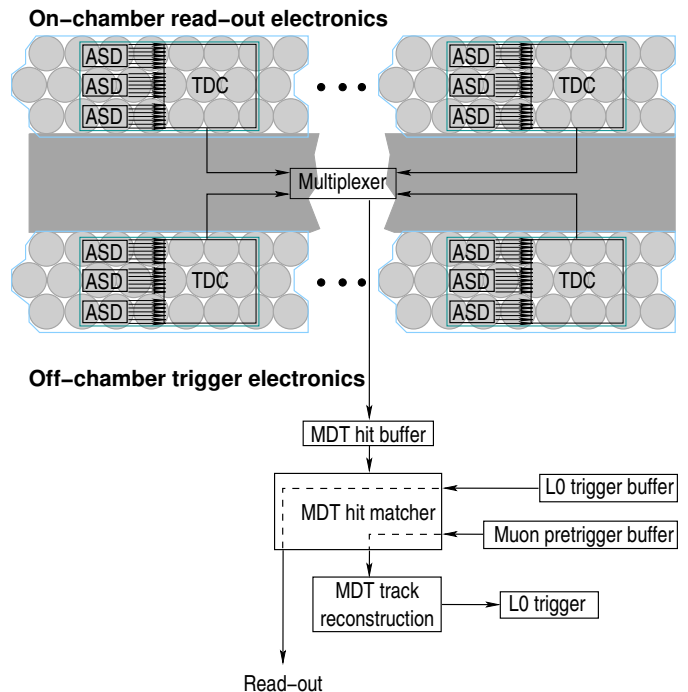 On−chamber read−out electronics
ASD
ASD
ASD
TDC
ASD
ASD
ASD
TDC
Multiplexer
ASD
ASD
ASD
TDC
ASD
ASD
ASD
TDC
Off−chamber trigger electronics
MDT hit buffer
L0 trigger buffer
MDT hit matcher
Muon pretrigger buffer
MDT track
reconstruction
L0 trigger
Read−out